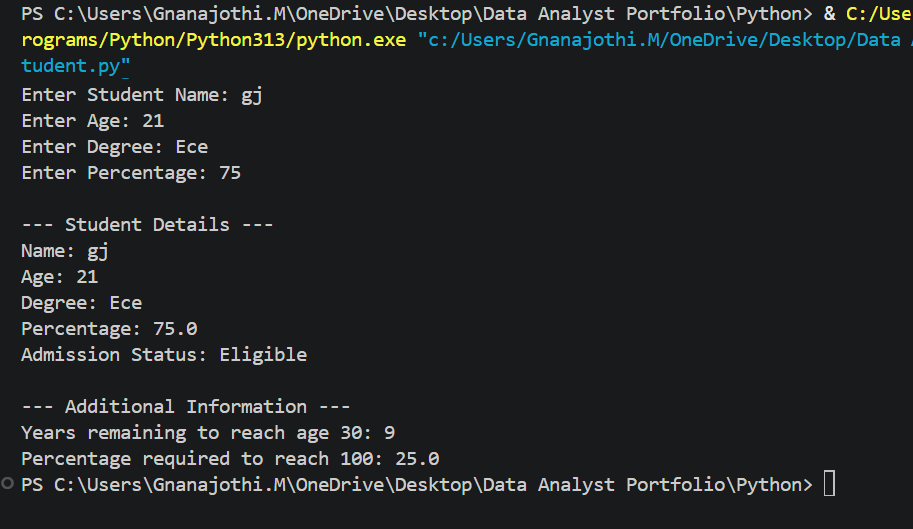 PS C:\Users\Gnanajothi.M\OneDrive\Desktop\Data Analyst Portfolio\Python> & C:/Use
rograms/Python/Python313/python.exe "c:/Users/Gnanajothi.M/OneDrive/Desktop/Data
tudent.py"
Enter Student Name: gj
Enter Age: 21
Enter Degree: Ece
Enter Percentage: 75
--- Student Details ---
Name: gj
Age: 21
Degree: Ece
Percentage: 75.0
Admission Status: Eligible
--- Additional Information ---
Years remaining to reach age 30: 9
Percentage required to reach 100: 25.0
PS C:\Users\Gnanajothi.M\OneDrive\Desktop\Data Analyst Portfolio\Python>